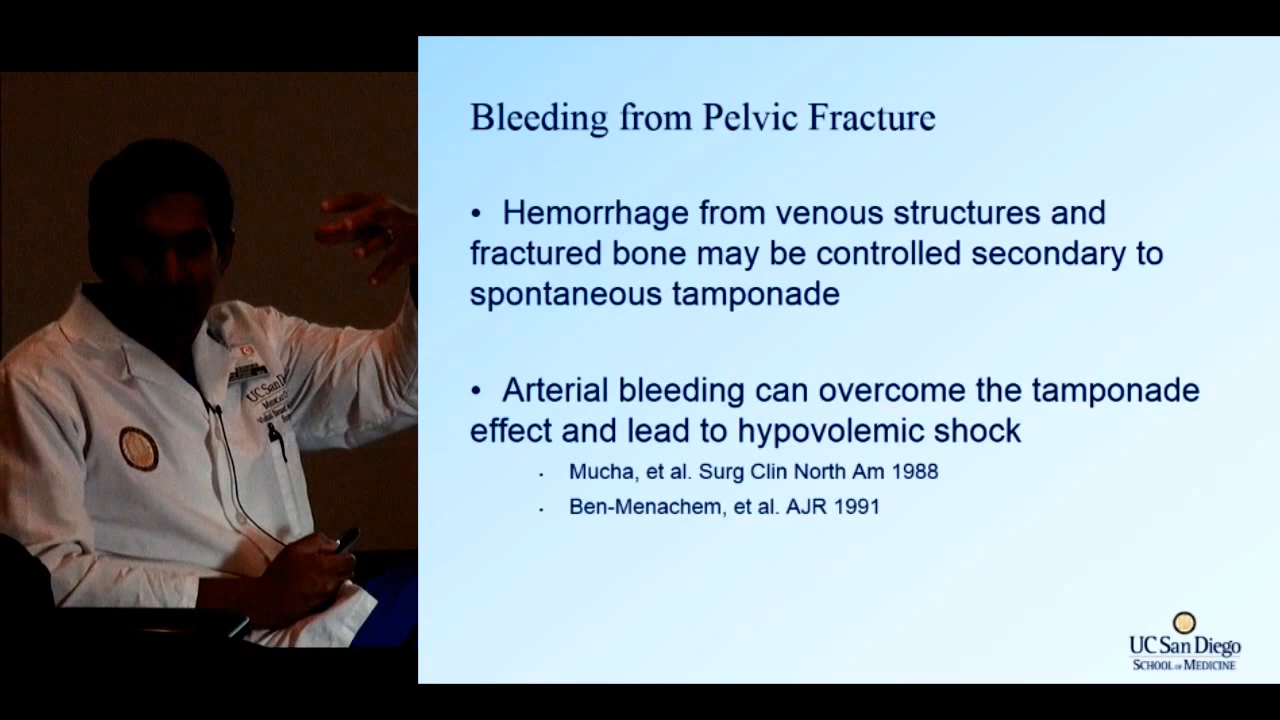 Bleeding from Pelvic Fracture
• Hemorrhage from venous structures and
fractured bone may be controlled secondary to
spontaneous tamponade
• Arterial bleeding can overcome the tamponade
effect and lead to hypovolemic shock
• Mucha, et al. Surg Clin North Am 1988
• Ben-Menachem, et al. AJR 1991
UC San Diego
SCHOOL OF MEDICINE
UC San